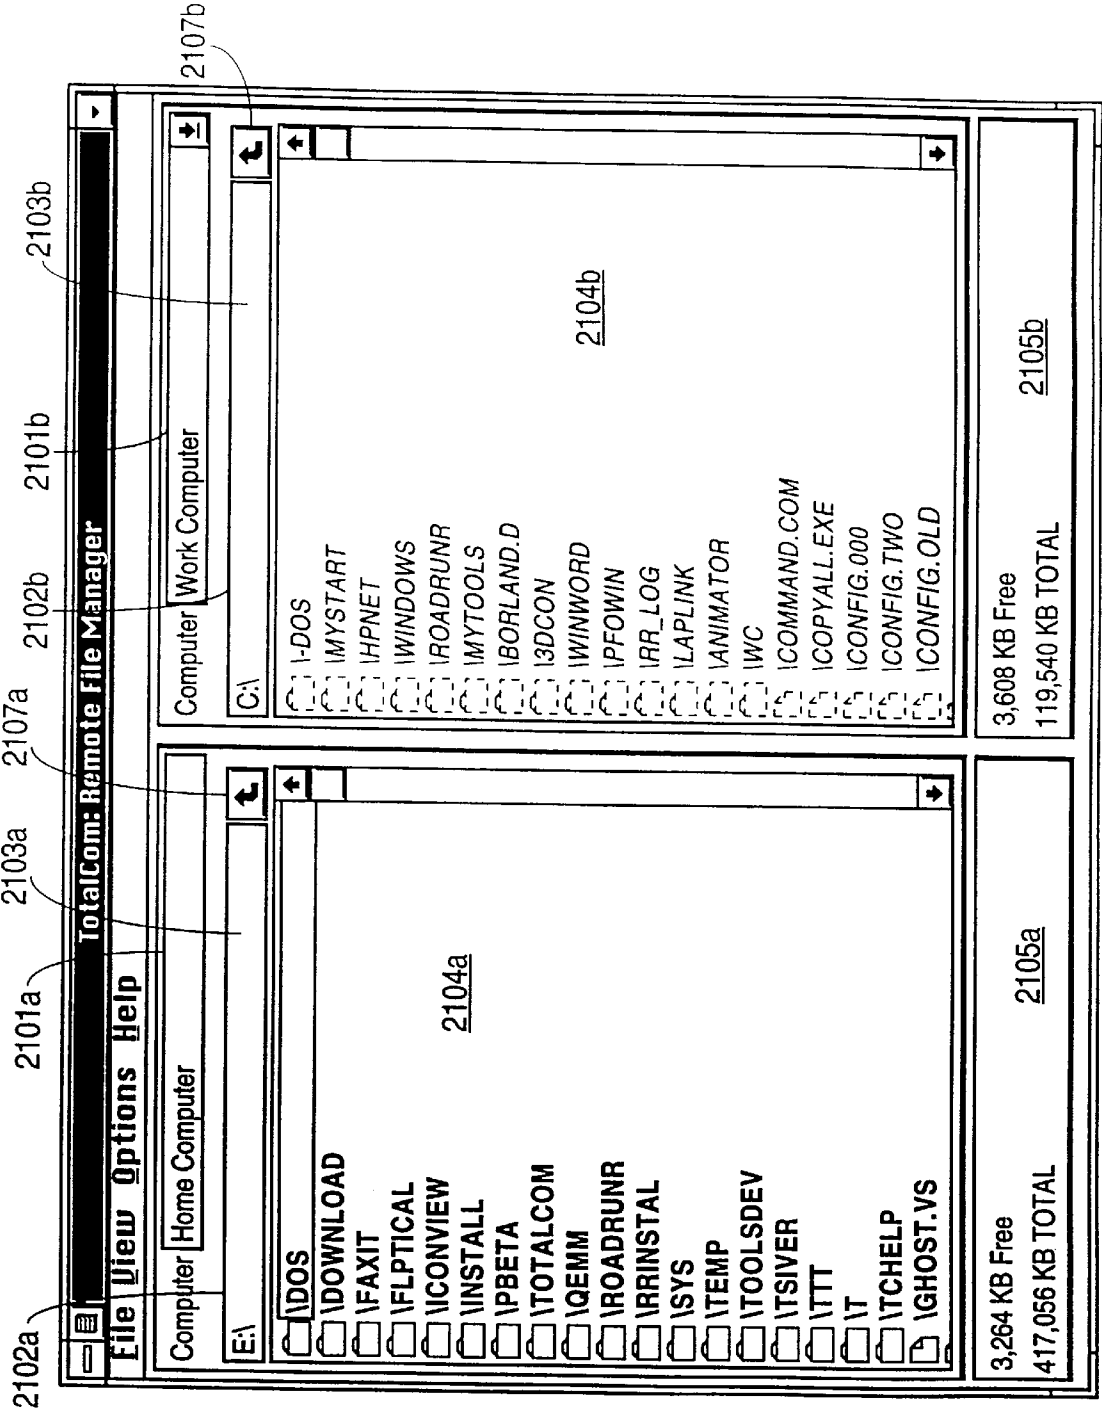 2101a
2103a
2107a
2102b
2101b
2103b
2107b
2102a
TotalCom: Remote File Manager
File View Options Help
Computer Home Computer
E:\
\DOS
\DOWNLOAD
\FAXIT
\FLPTICAL
\ICONVIEW
\INSTALL
\PBETA
\TOTALCOM
\QEMM
\ROADRUNR
\RRINSTAL
\SYS
\TEMP
\TOOLSDEV
\TSIVER
\TTT
\T
\TCHELP
\GHOST.VS
2104a
3,264 KB Free
417,056 KB TOTAL
2105a
Computer Work Computer
C:\
\-DOS
\MYSTART
\HPNET
\WINDOWS
\ROADRUNR
\MYTOOLS
\BORLAND.D
\3DCON
\WINWORD
\PFOWIN
\RR_LOG
\LAPLINK
\ANIMATOR
\WC
\COMMAND.COM
\COPYALL.EXE
\CONFIG.000
\CONFIG.TWO
\CONFIG.OLD
2104b
3,608 KB Free
119,540 KB TOTAL
2105b